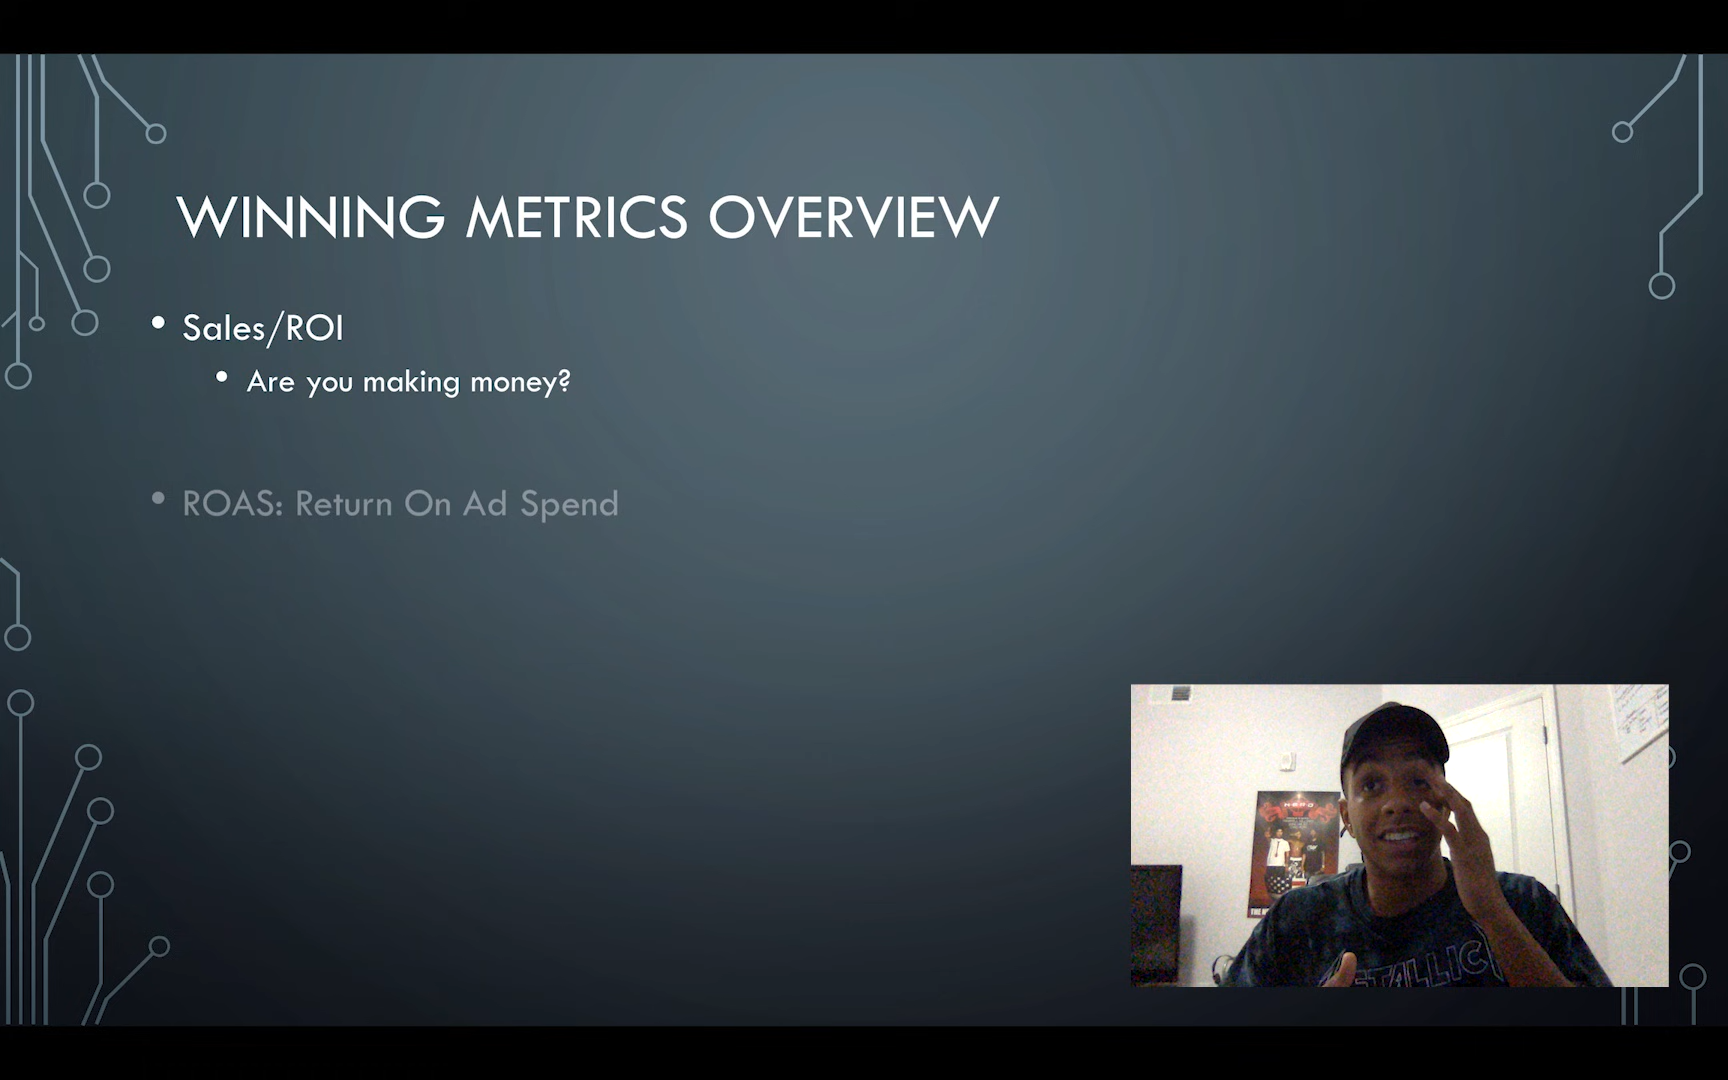 WINNING METRICS OVERVIEW
• Sales/ROI
• Are you making money?
• ROAS: Return On Ad Spend